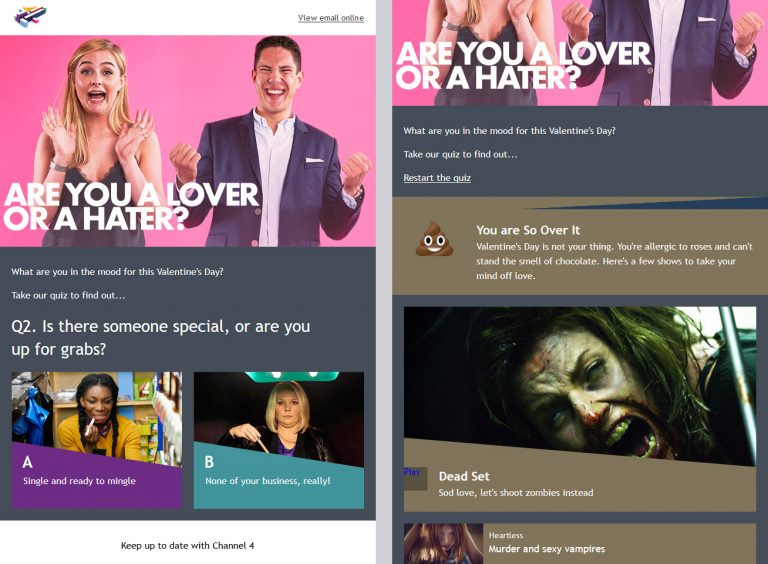 View email online
ARE YOU A LOVER
OR A HATER?
What are you in the mood for this Valentine's Day?
Take our quiz to find out...
Q2. Is there someone special, or are you
up for grabs?
A
Single and ready to mingle
B
None of your business, really!
Keep up to date with Channel 4
ARE YOU A LOVER
OR A HATER?
What are you in the mood for this Valentine's Day?
Take our quiz to find out...
Restart the quiz
You are So Over It
Valentine's Day is not your thing. You're allergic to roses and can't
stand the smell of chocolate. Here's a few shows to take your
mind off love.
Play
Dead Set
Sod love, let's shoot zombies instead
Heartless
Murder and sexy vampires